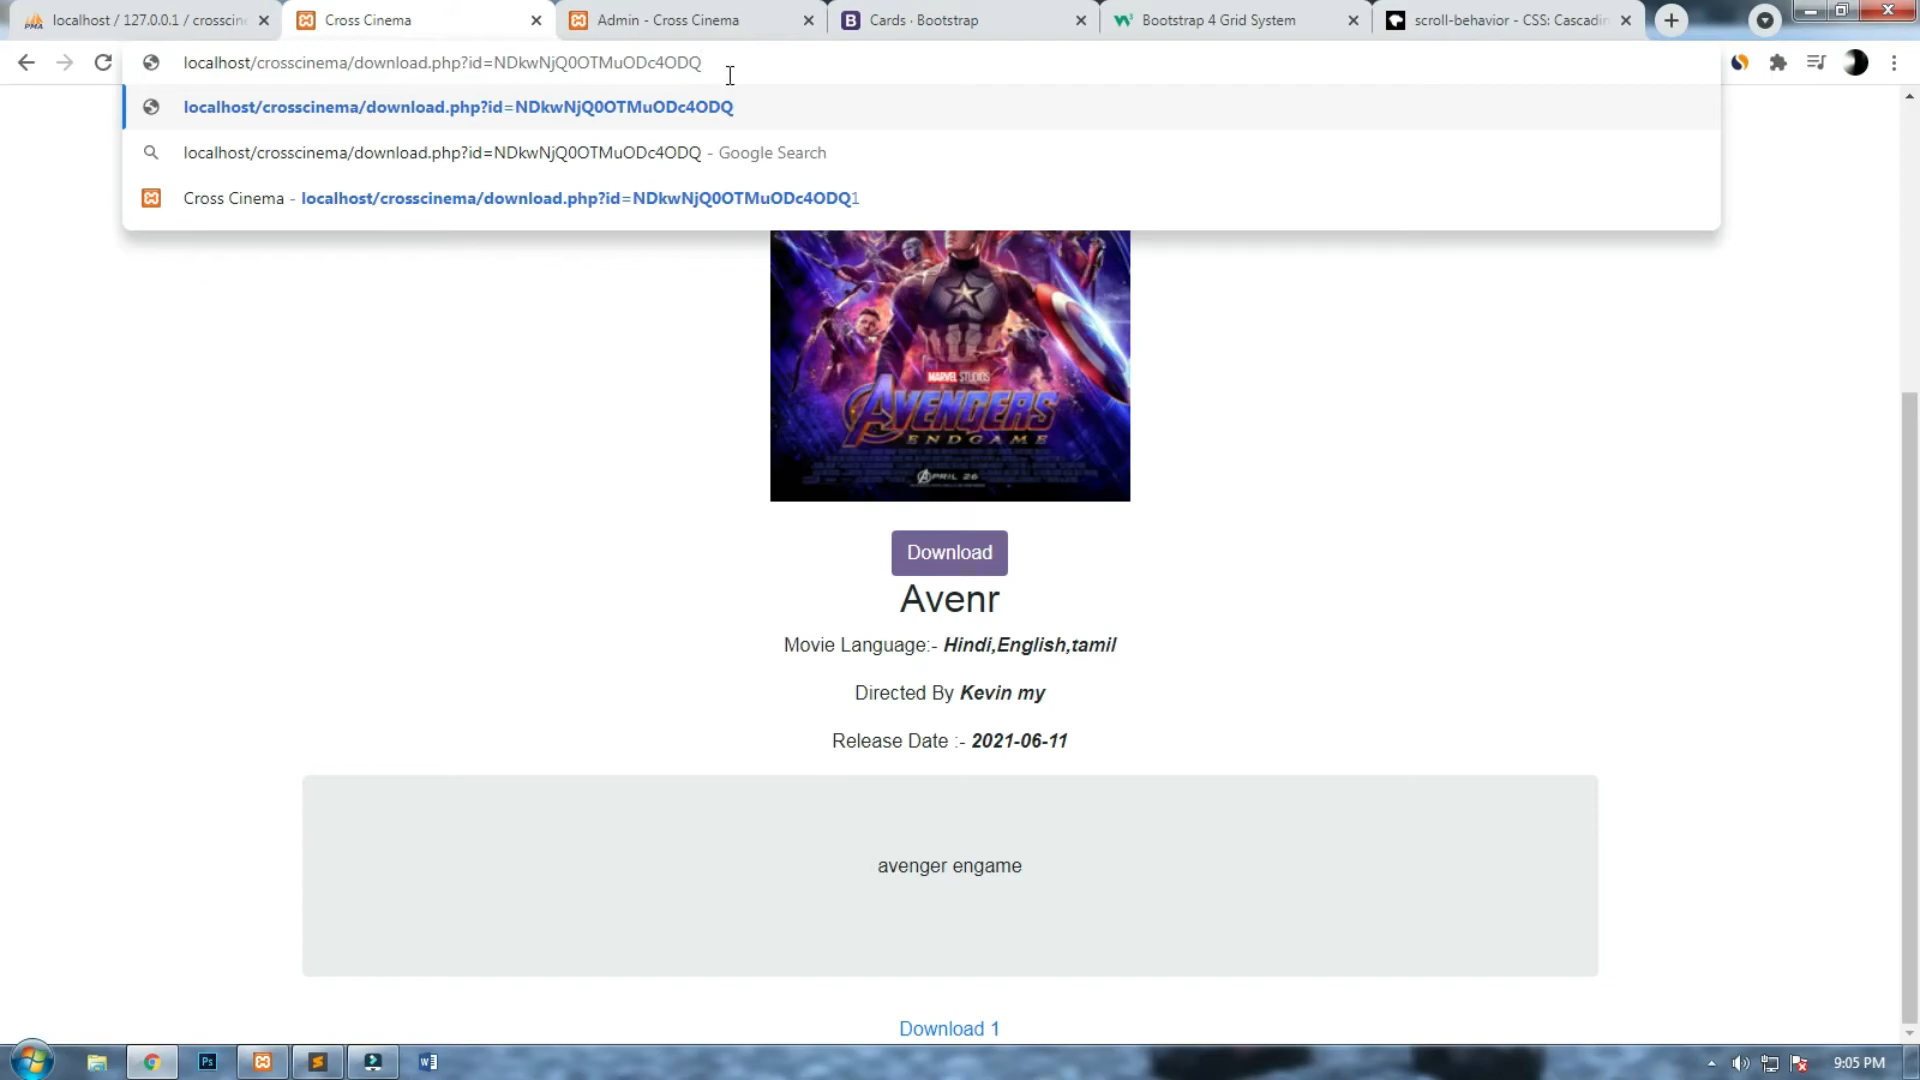 localhost / 127.0.0.1 / crosscin
Cross Cinema
Admin - Cross Cinema
B Cards · Bootstrap
Bootstrap 4 Grid System
scroll-behavior - CSS: Cascadin
localhost/crosscinema/download.php?id=NDkwNjQ0OTMuODc4ODQ
localhost/crosscinema/download.php?id=NDkwNjQ0OTMuODc4ODQ
localhost/crosscinema/download.php?id=NDkwNjQ0OTMuODc4ODQ - Google Search
Cross Cinema - localhost/crosscinema/download.php?id=NDkwNjQ0OTMuODc4ODQ1
MARVEL STUDIOS
AVENGERS
ENDGAME
APRIL 26
Download
Avenr
Movie Language:- Hindi,English,tamil
Directed By Kevin my
Release Date :- 2021-06-11
avenger engame
Download 1
Ps
9:05 PM